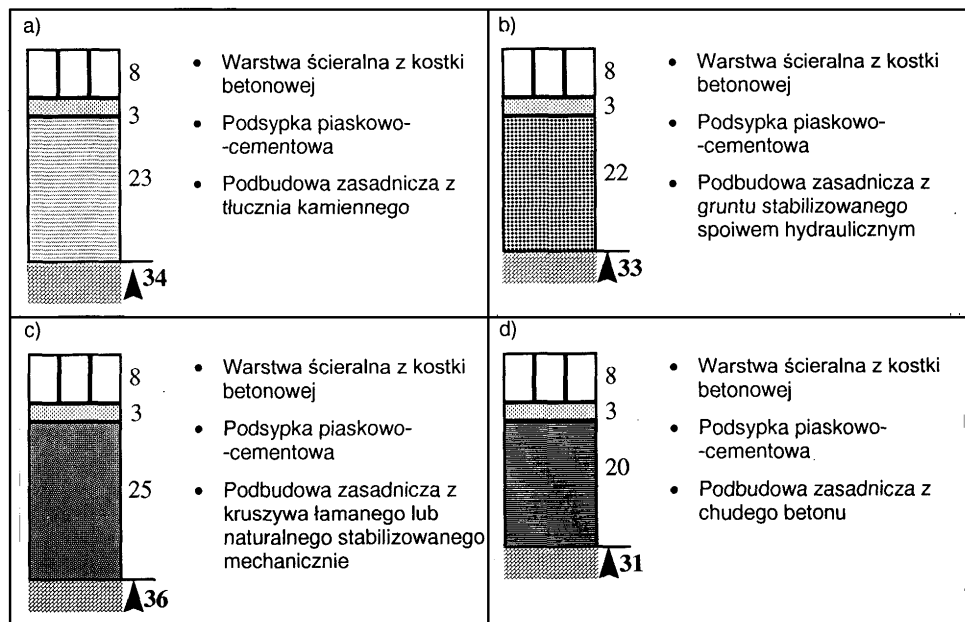 a)
8
3
23
34
• Warstwa ścieralna z kostki
betonowej
• Podsypka piaskowo-
-cementowa
• Podbudowa zasadnicza z
tłucznia kamiennego
b)
8
3
22
33
• Warstwa ścieralna z kostki
betonowej
• Podsypka piaskowo-
-cementowa
• Podbudowa zasadnicza z
gruntu stabilizowanego
spoiwem hydraulicznym
c)
8
3
25
36
• Warstwa ścieralna z kostki
betonowej
• Podsypka piaskowo-
-cementowa
• Podbudowa zasadnicza z
kruszywa łamanego lub
naturalnego stabilizowanego
mechanicznie
d)
8
3
20
31
• Warstwa ścieralna z kostki
betonowej
• Podsypka piaskowo-
-cementowa
• Podbudowa zasadnicza z
chudego betonu